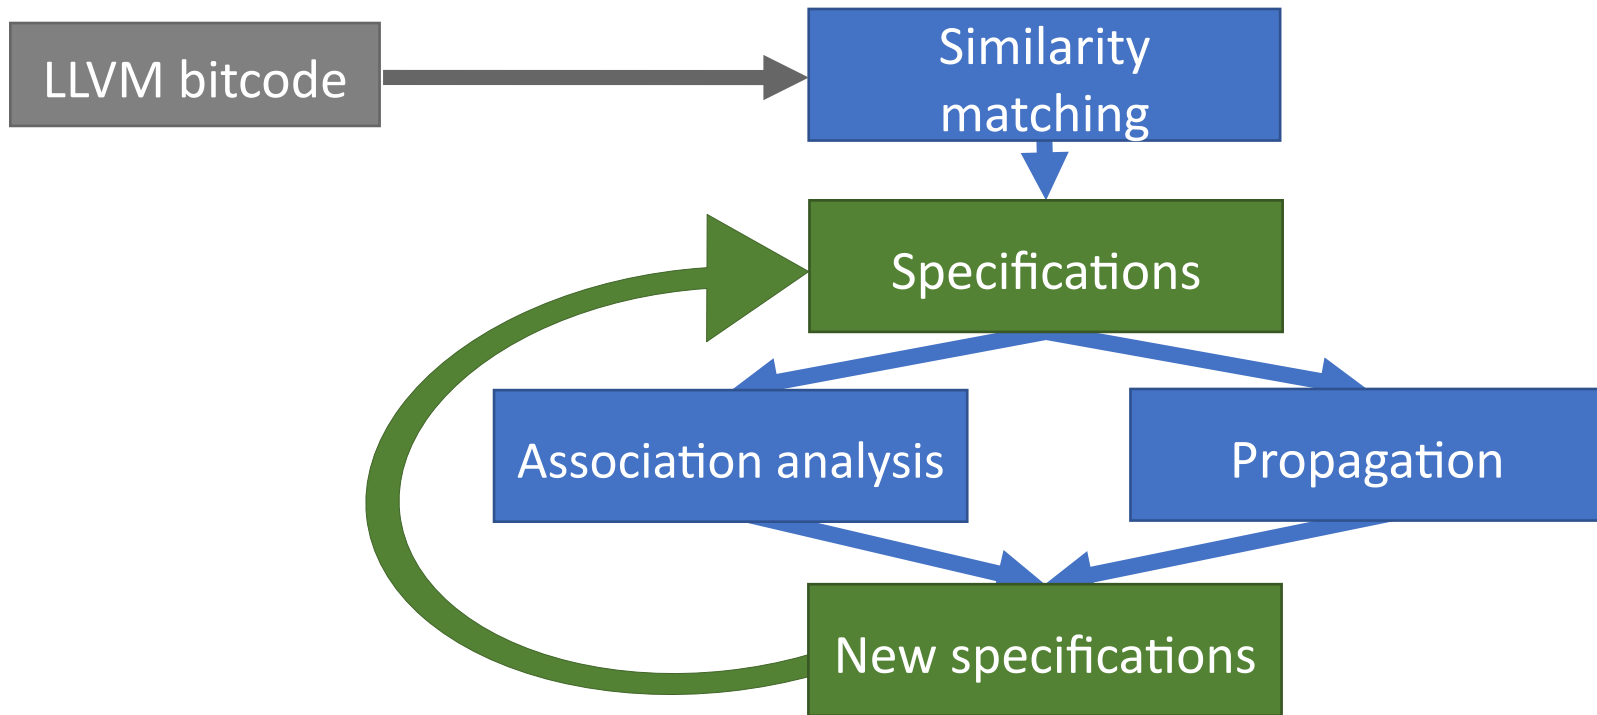 LLVM bitcode
Similarity
matching
Specifications
Association analysis
Propagation
New specifications